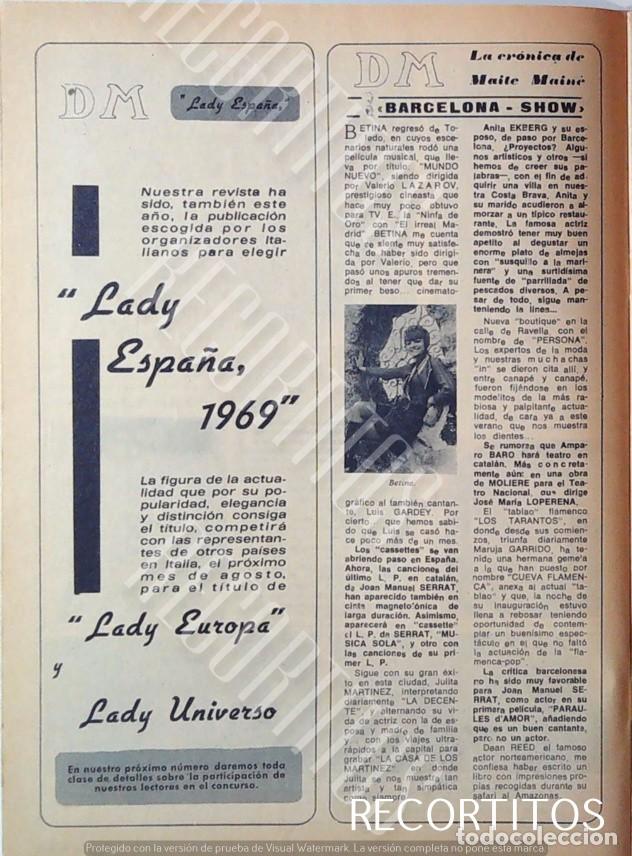 DM
"Lady España,"
Nuestra revista ha
sido, también este
año, la publicación
escogida por los
organizadores Ita-
lianos para elegir
"Lady
España,
1969"
La figura de la actua-
lidad que por su po-
pularidad, elegancia
y distinción consiga
el título, competirá
con las representan-
tes de otros países
en Italia, el próximo
mes de agosto,
para el título de
"Lady Europa"
y
Lady Universo
En nuestro próximo número daremos toda
clase de detalles sobre la participación de
nuestros lectores en el concurso.
DM
La crónica de
Maite Mainé
«BARCELONA - SHOW»
BETINA regresó de To-
ledo, en cuyos esce-
narios naturales rodó una
película musical, que lle-
va por título, "MUNDO
NUEVO", siendo dirigida
por Valerio LAZAROV,
prestigioso cineasta que
hace muy poco obtuvo
para TV E. la "Ninfa de
Oro" con "El irreal Ma-
drid". BETINA me cuenta
que se siente muy satisfe-
cha de haber sido dirigi-
da por Valerio, pero que
pasó unos apuros tremen-
dos al tener que dar su
primer beso... cinemato-
Betina.
gráfico al también cantan-
te, Luis GARDEY. Por
cierto que hemos sabi-
do que Luis se casó ha-
ce poco más de un mes.
Los "cassettes" se van
abriendo paso en España.
Ahora, las canciones del
último L. P. en catalán,
de Joan Manuel SERRAT,
han aparecido también en
cinta magnetolónica de
larga duración. Asimismo,
aparecerá en "cassette"
el L. P. de SERRAT, "MU-
SICA SOLA", y otro con
las canciones de su pri-
mer L. P.
Sigue con su gran éxi-
to en esta ciudad, Julita
MARTINEZ, interpretando
diariamente "LA DECEN-
TE", y alternando su vi-
da de actriz con la de es-
posa y madre de familia
y... con los viajes ultra-
rápidos a la capital para
grabar "LA CASA DE LOS
MARTINEZ" en donde
Julita se nos muestra tan
artista y tan simpática
como siempre.
Anita EKBERG y su es-
poso, de paso por Barce-
lona, ¿Proyectos? Algu-
nos artísticos y otros —si
hemos de creer sus pa-
labras—, con el fin de ad-
quirir una villa en nues-
tra Costa Brava, Anita y
su marido acudieron a al-
morzar a un típico restau-
rante. La famosa actriz
demostró tener muy buen
apetito al degustar un
enorme plato de almejas
con "susquito a la mari-
nera" y una surtidísima
fuente de "parrillada" de
pescados diversos. A pe-
sar de todo, sigue man-
teniendo la línea...
Nueva "boutique" en la
calle de Ravella con el
nombre de "PERSONA".
Los expertos de la moda
y nuestras muchachas
"in" se dieron cita allí, y
entre canapé y canapé,
fueron fijéndose en los
modelitos de la más ra-
biosa y palpitante actua-
lidad, de cara ya a este
verano que nos muestra
los dientes...
Se rumorza que Ampa-
ro BARO hará teatro en
catalán. Más concreta-
mente aún: en una obra
de MOLIERE para el Tea-
tro Nacional, que dirige
José María LOPERENA.
El "tablao" flamenco
"LOS TARANTOS", en
donde desde sus comien-
zos, triunfa diariamente
Maruja GARRIDO, ha te-
nido una hermana gemela
a la que han puesto por
nombre "CUEVA FLAMEN-
CA", anexa al actual "ta-
blao" y que, la noche de
su inauguración estuvo
llena a rebosar teniendo
oportunidad de contem-
plar un buenísimo espec-
táculo en el que no faltó
la actuación de la "fla-
menca-pop".
La crítica barcelonesa
no ha sido muy favorable
para Joan Manuel SE-
RRAT, como actor en su
primera película, "PARAU-
LES D'AMOR", añadiendo
que es un buen cantante,
pero no un actor.
Dean REED el famoso
actor norteamericano, me
confiesa haber escrito un
libro con impresiones pro-
pias recogidas durante su
safari al Amazonas.
RECORTITOS
todocoleccion
Protegido con la versión de prueba de Visual Watermark. La versión completa no pone esta marca.